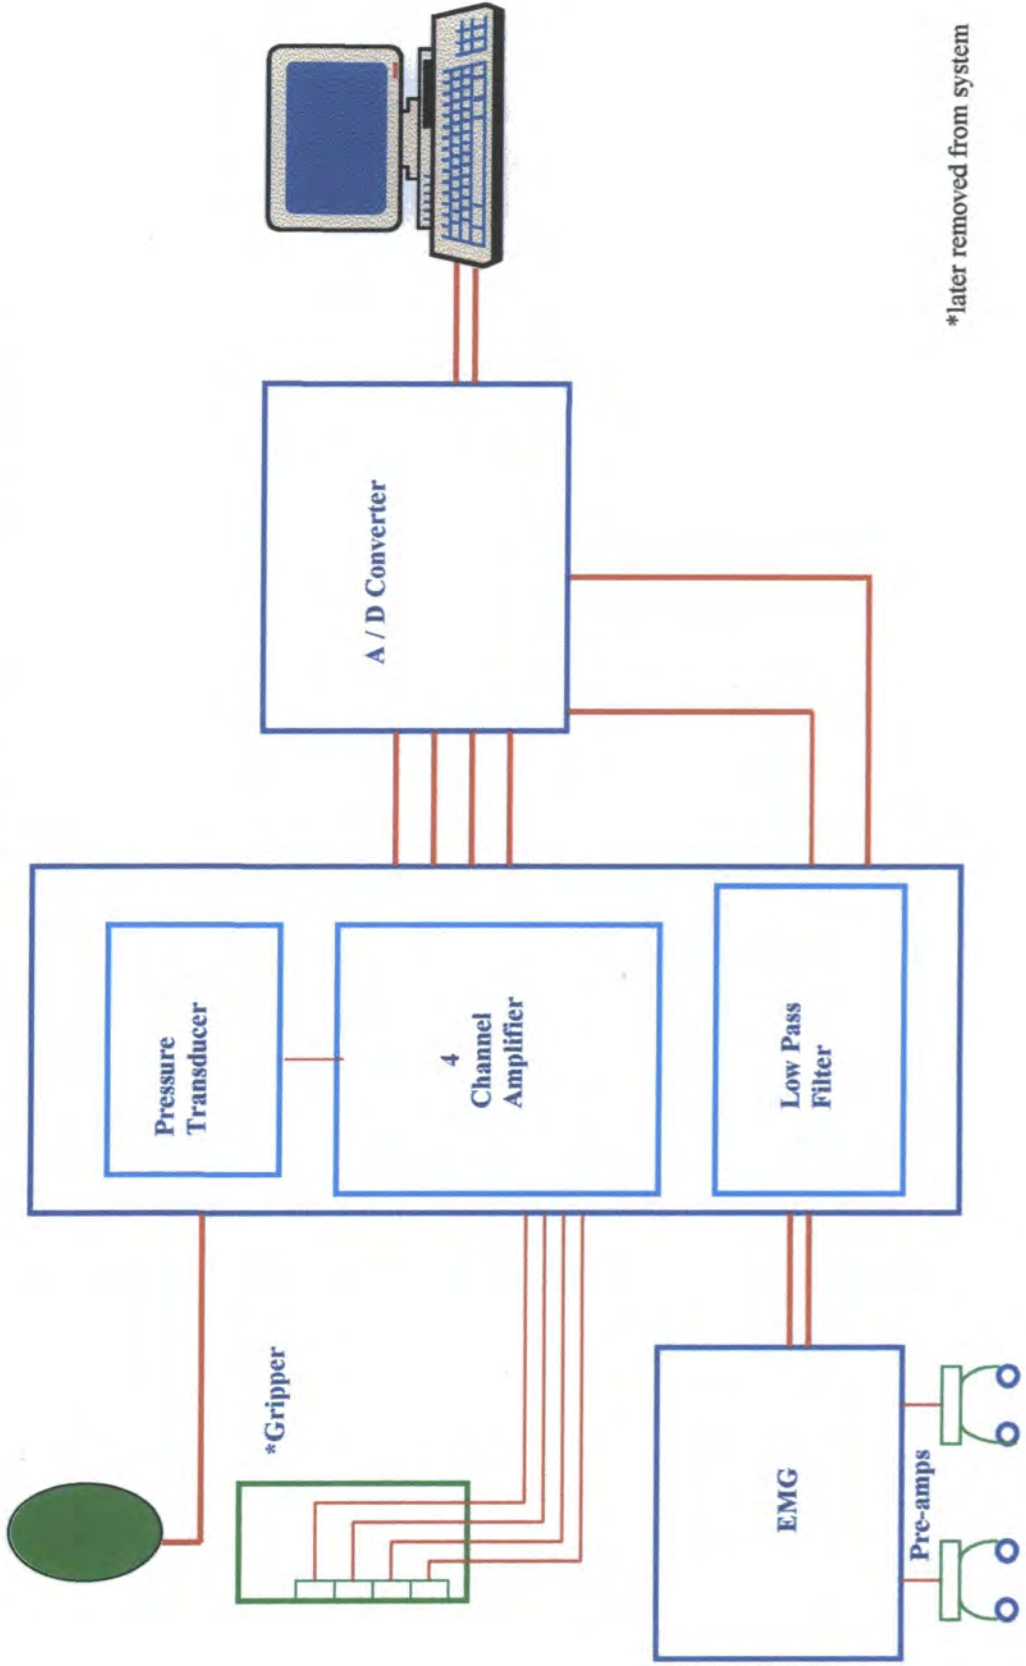 *Gripper
Pressure
Transducer
4
Channel
Amplifier
A / D Converter
EMG
Low Pass
Filter
Pre-amps
*later removed from system